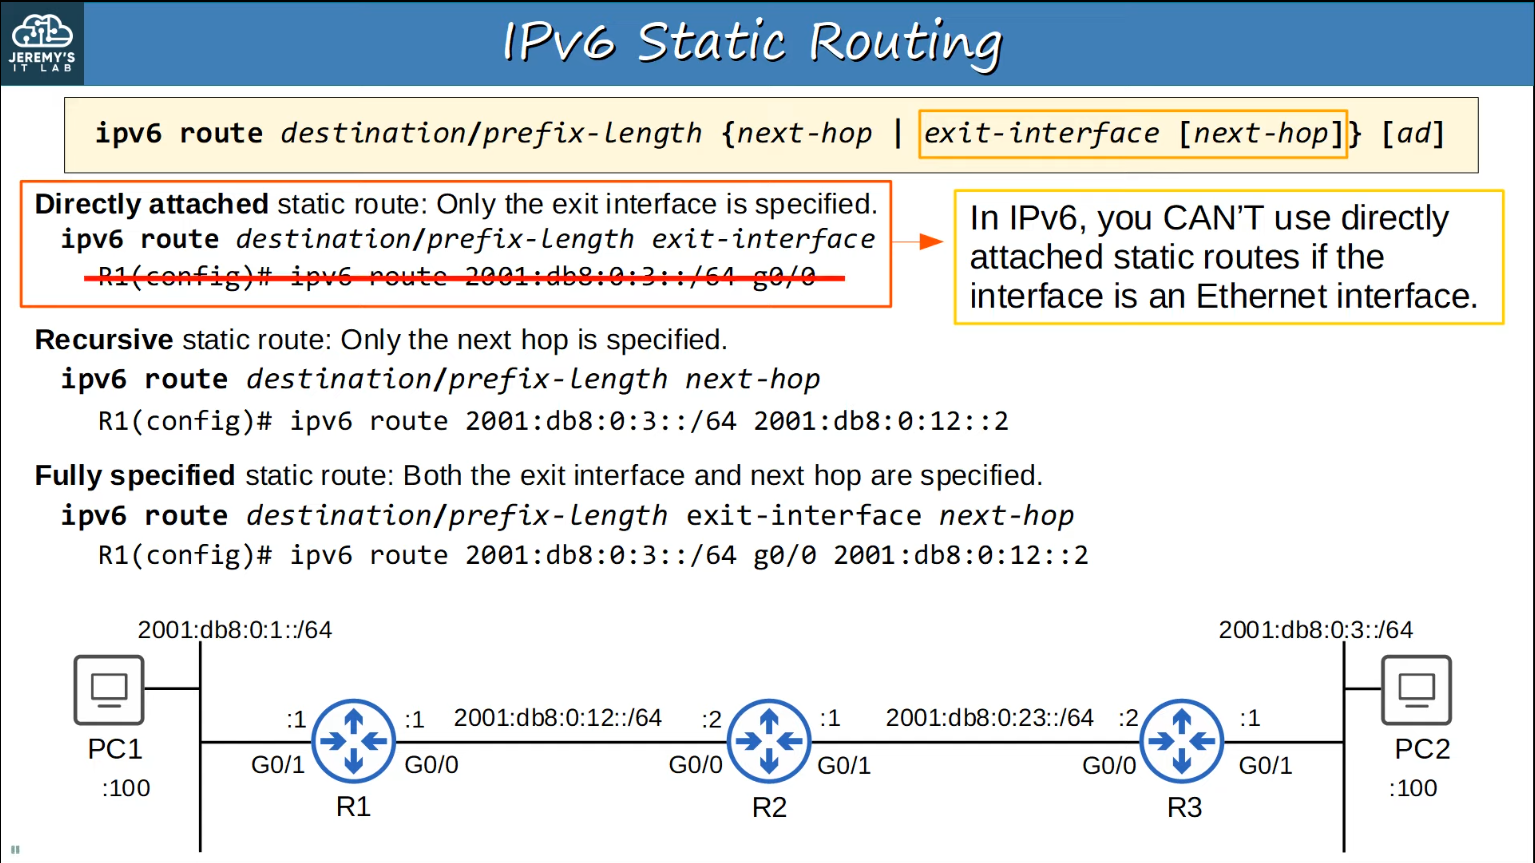 JEREMY'S
IT LAB
IPv6 Static Routing
ipv6 route destination/prefix-length {next-hop | exit-interface [next-hop]} [ad]
Directly attached static route: Only the exit interface is specified.
ipv6 route destination/prefix-length exit-interface
R1(config)# ipv6 route 2001:db8:0:3::/64 g0/0
In IPv6, you CAN'T use directly
attached static routes if the
interface is an Ethernet interface.
Recursive static route: Only the next hop is specified.
ipv6 route destination/prefix-length next-hop
R1(config)# ipv6 route 2001:db8:0:3::/64 2001:db8:0:12::2
Fully specified static route: Both the exit interface and next hop are specified.
ipv6 route destination/prefix-length exit-interface next-hop
R1(config)# ipv6 route 2001:db8:0:3::/64 g0/0 2001:db8:0:12::2
2001:db8:0:1::/64
2001:db8:0:3::/64
:1 :1 2001:db8:0:12::/64 :2 :1 2001:db8:0:23::/64 :2 :1
PC1 G0/1 G0/0 G0/0 G0/1 G0/0 G0/1 PC2
:100 R1 R2 R3 :100